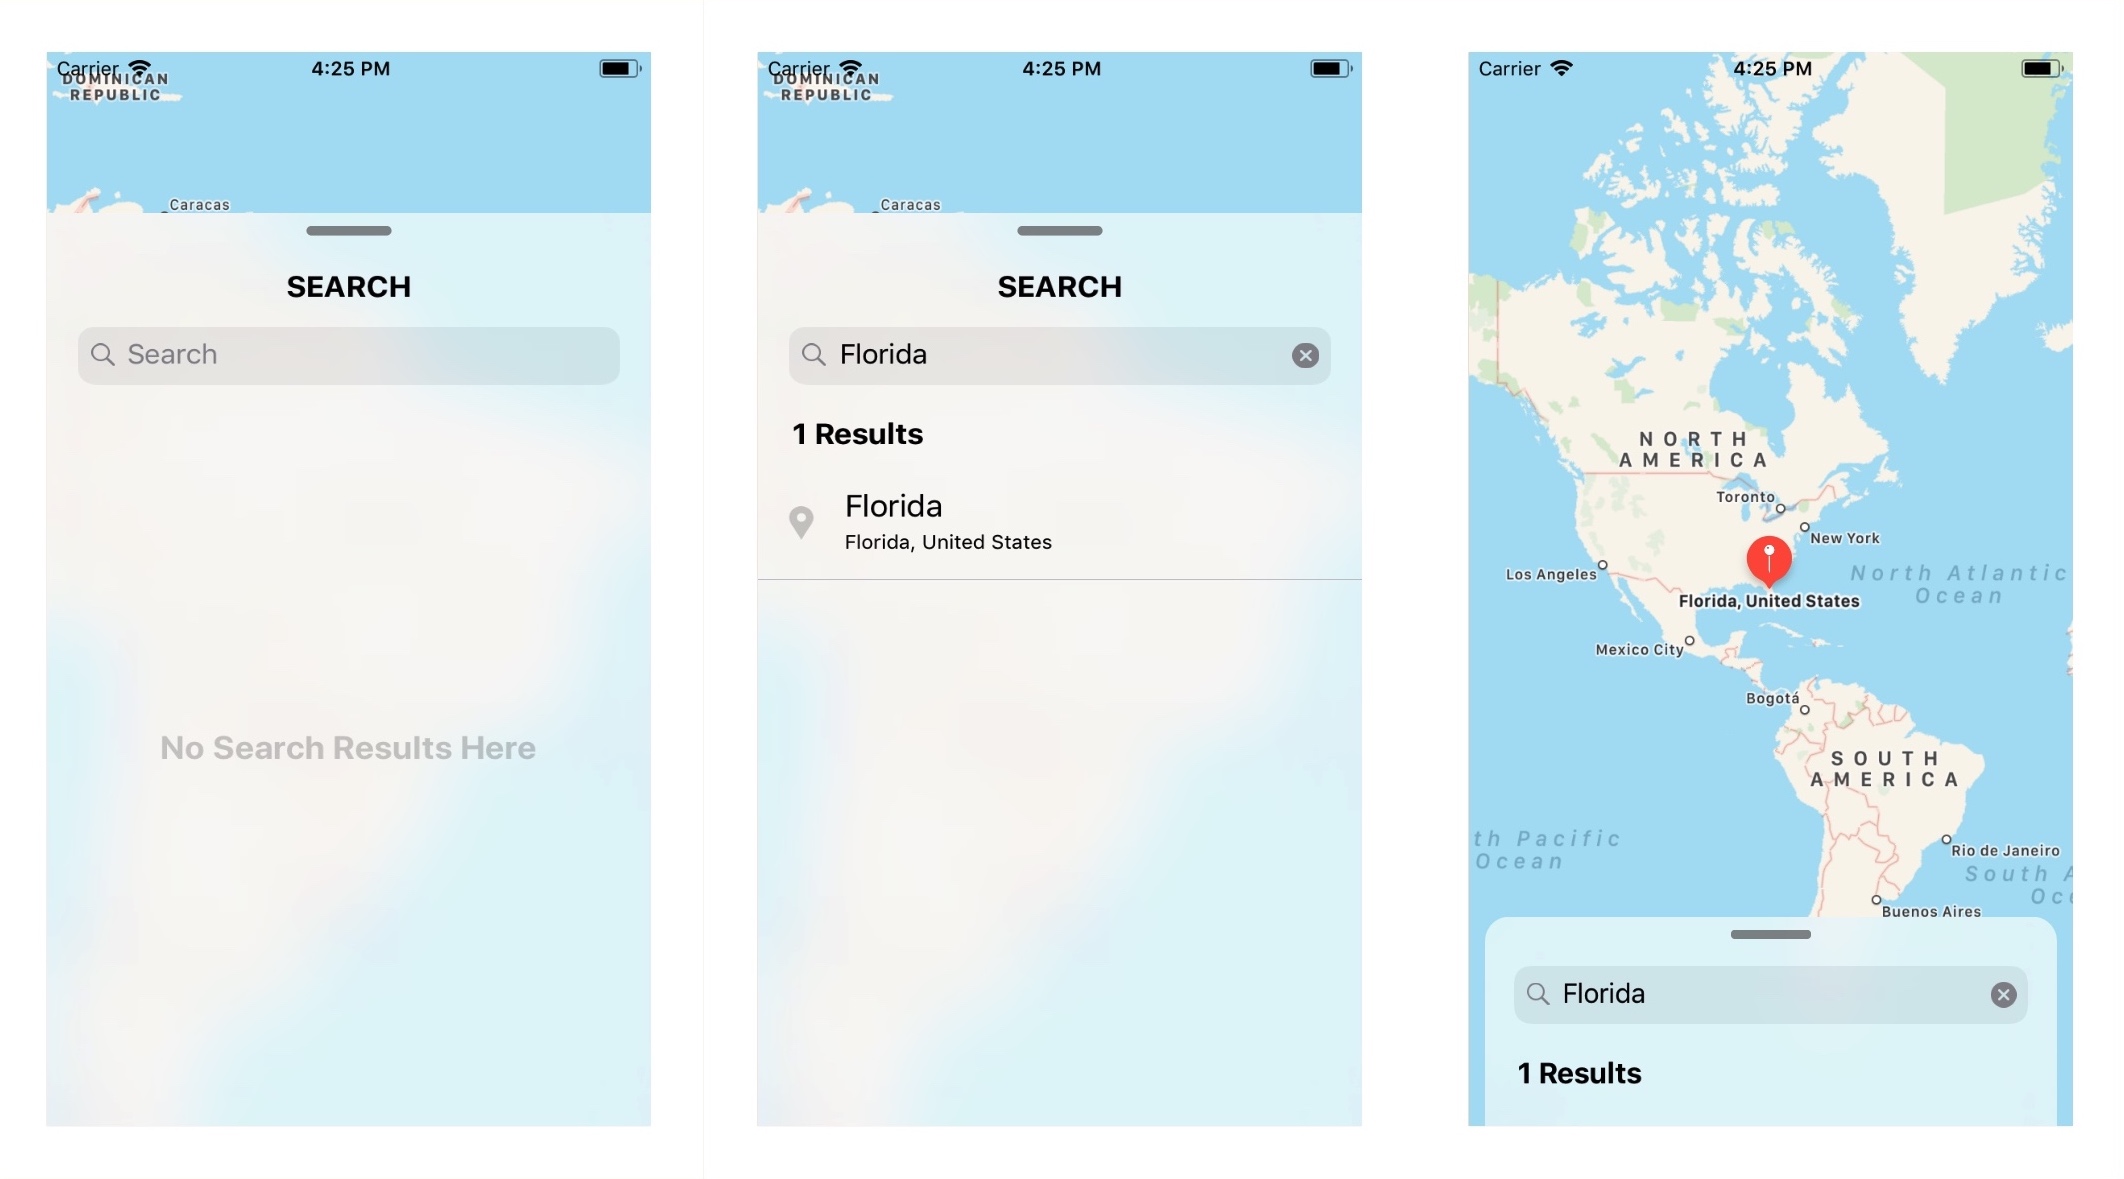 Carrier 4:25 PM
DOMINICAN
REPUBLIC
Caracas
SEARCH
Search
No Search Results Here
Carrier 4:25 PM
DOMINICAN
REPUBLIC
Caracas
SEARCH
Florida
1 Results
Florida
Florida, United States
Carrier 4:25 PM
NORTH
AMERICA
Toronto
New York
Los Angeles
North Atlantic
Ocean
Florida, United States
Mexico City
Bogotá
SOUTH
AMERICA
th Pacific
Ocean
Rio de Janeiro
South A
Oce
Buenos Aires
Florida
1 Results